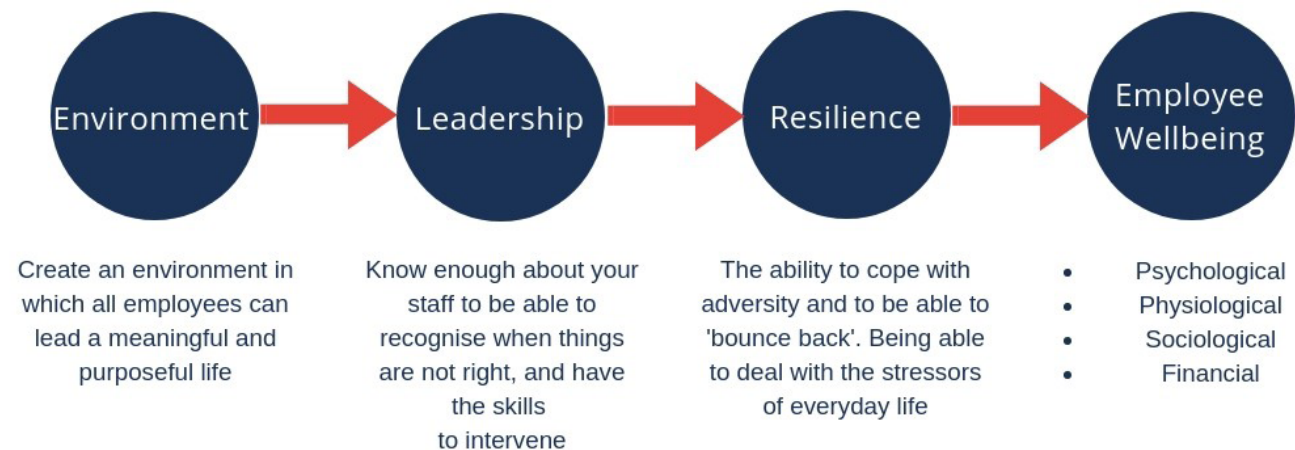 Environment
Leadership
Resilience
Employee
Wellbeing
Create an environment in
which all employees can
lead a meaningful and
purposeful life
Know enough about your
staff to be able to
recognise when things
are not right, and have
the skills
to intervene
The ability to cope with
adversity and to be able to
'bounce back'. Being able
to deal with the stressors
of everyday life
• Psychological
• Physiological
• Sociological
• Financial